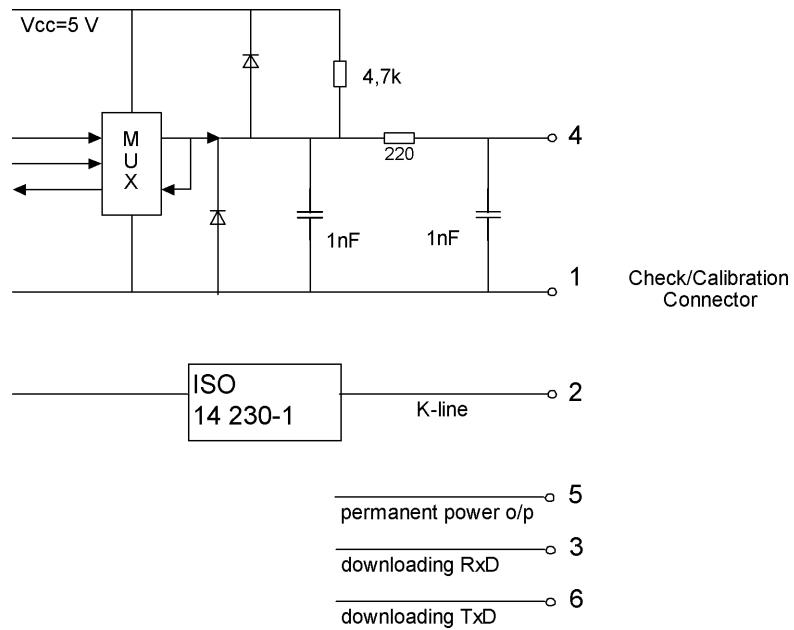 Vcc=5 V
4,7k
M
U
X
4
220
1nF
1nF
1
Check/Calibration
Connector
ISO
14 230-1
2
K-line
5
permanent power o/p
3
downloading RxD
6
downloading TxD